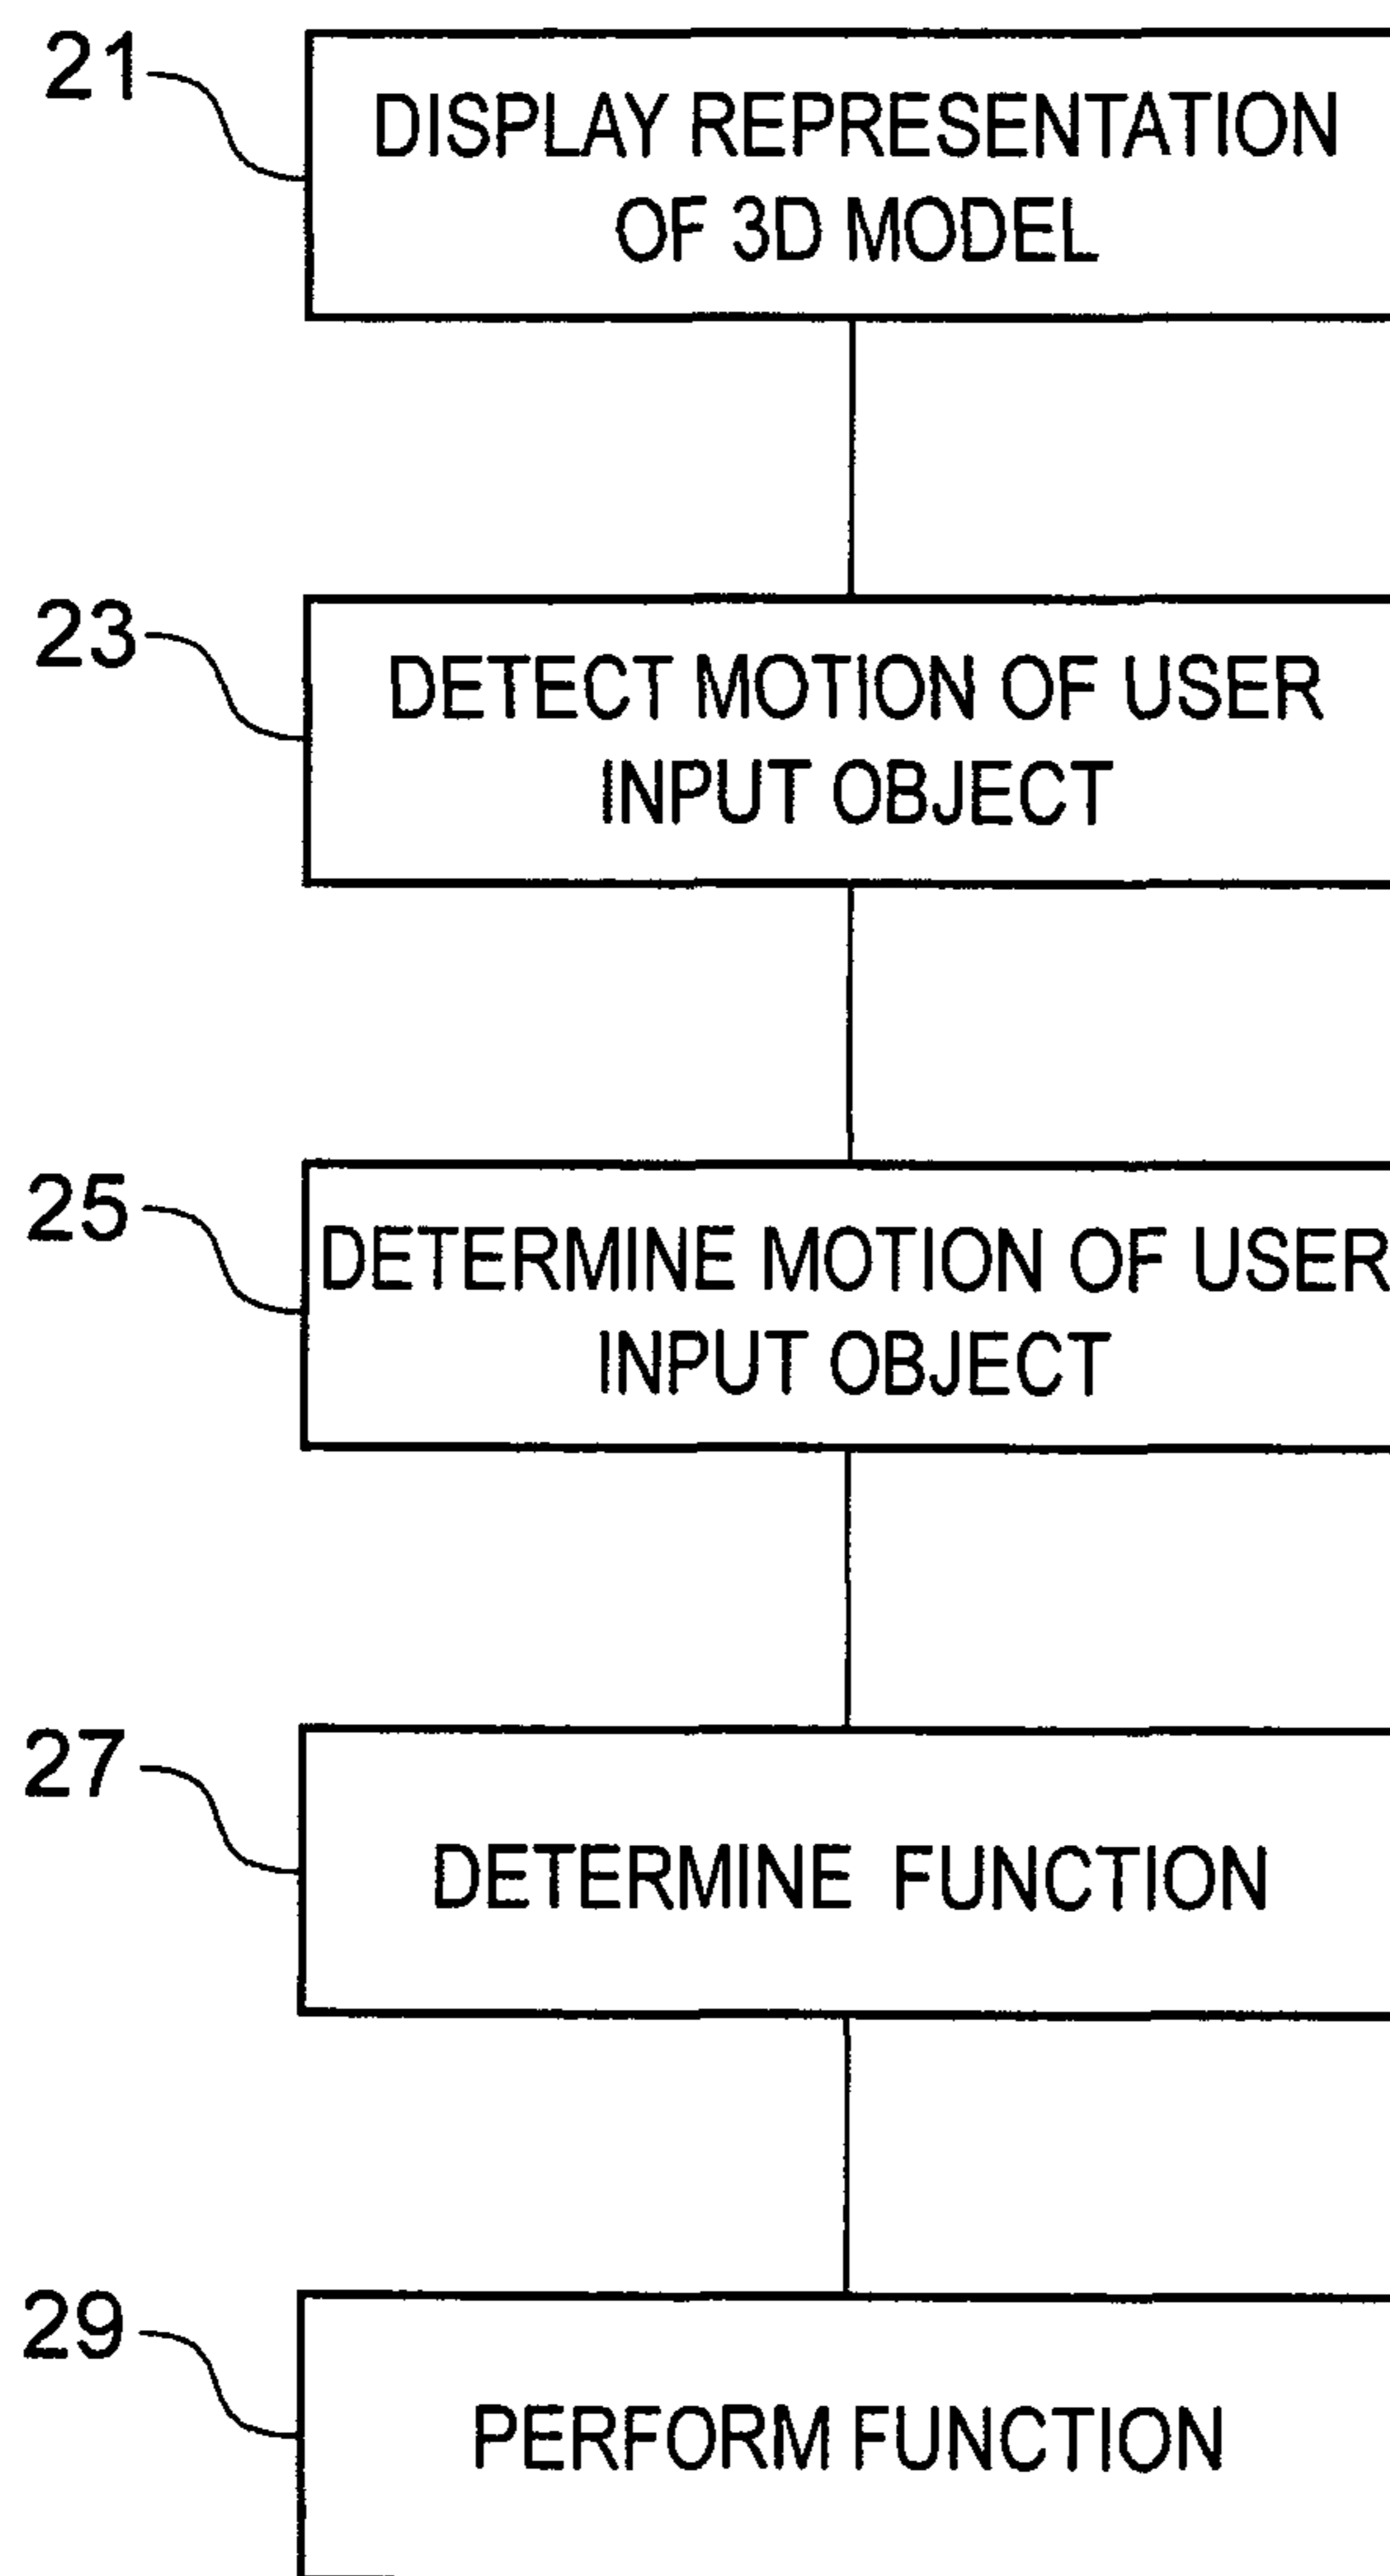 21
DISPLAY REPRESENTATION
OF 3D MODEL
23
DETECT MOTION OF USER
INPUT OBJECT
25
DETERMINE MOTION OF USER
INPUT OBJECT
27
DETERMINE FUNCTION
29
PERFORM FUNCTION